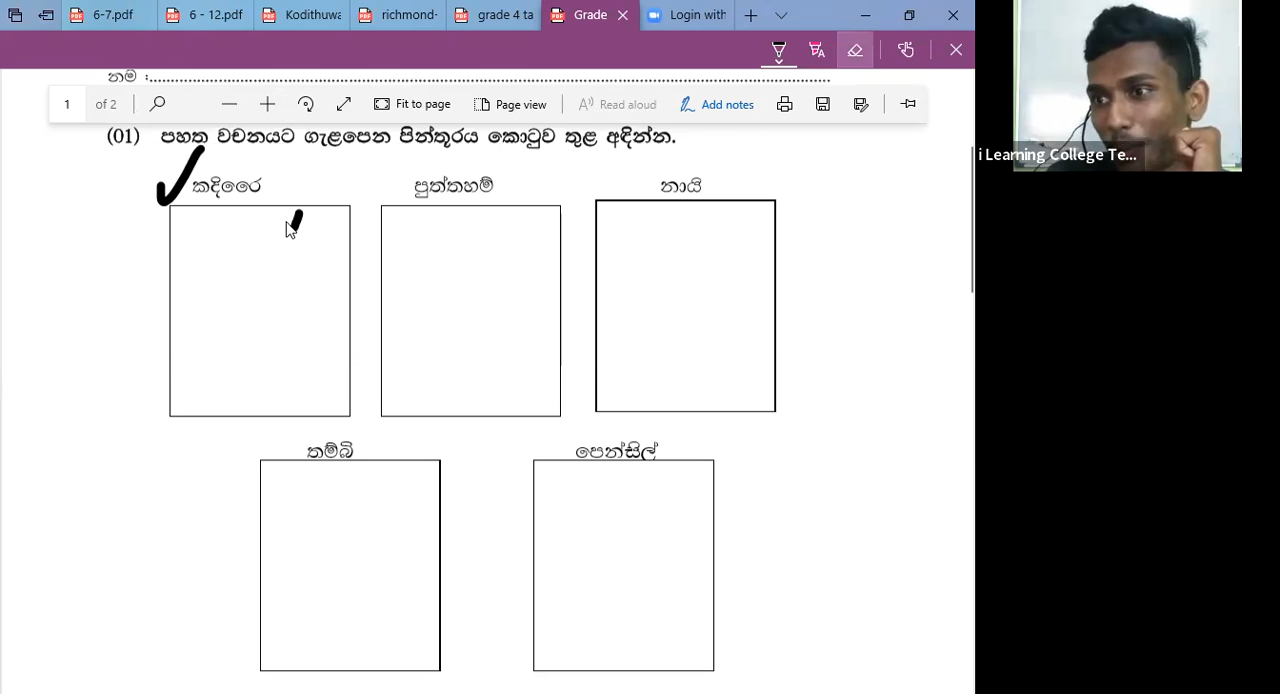 6-7.pdf
6 - 12.pdf
Kodithuwa
richmond-
grade 4 ta
Grade
Login with
නම :
1 of 2
Fit to page
Page view
Read aloud
Add notes
(01) පහත වචනයට ගැළපෙන පින්තූරය කොටුව තුළ අඳින්න.
කදිරෛ
පුත්තහම්
නායි
තම්බි
පෙන්සිල්
i Learning College Te...